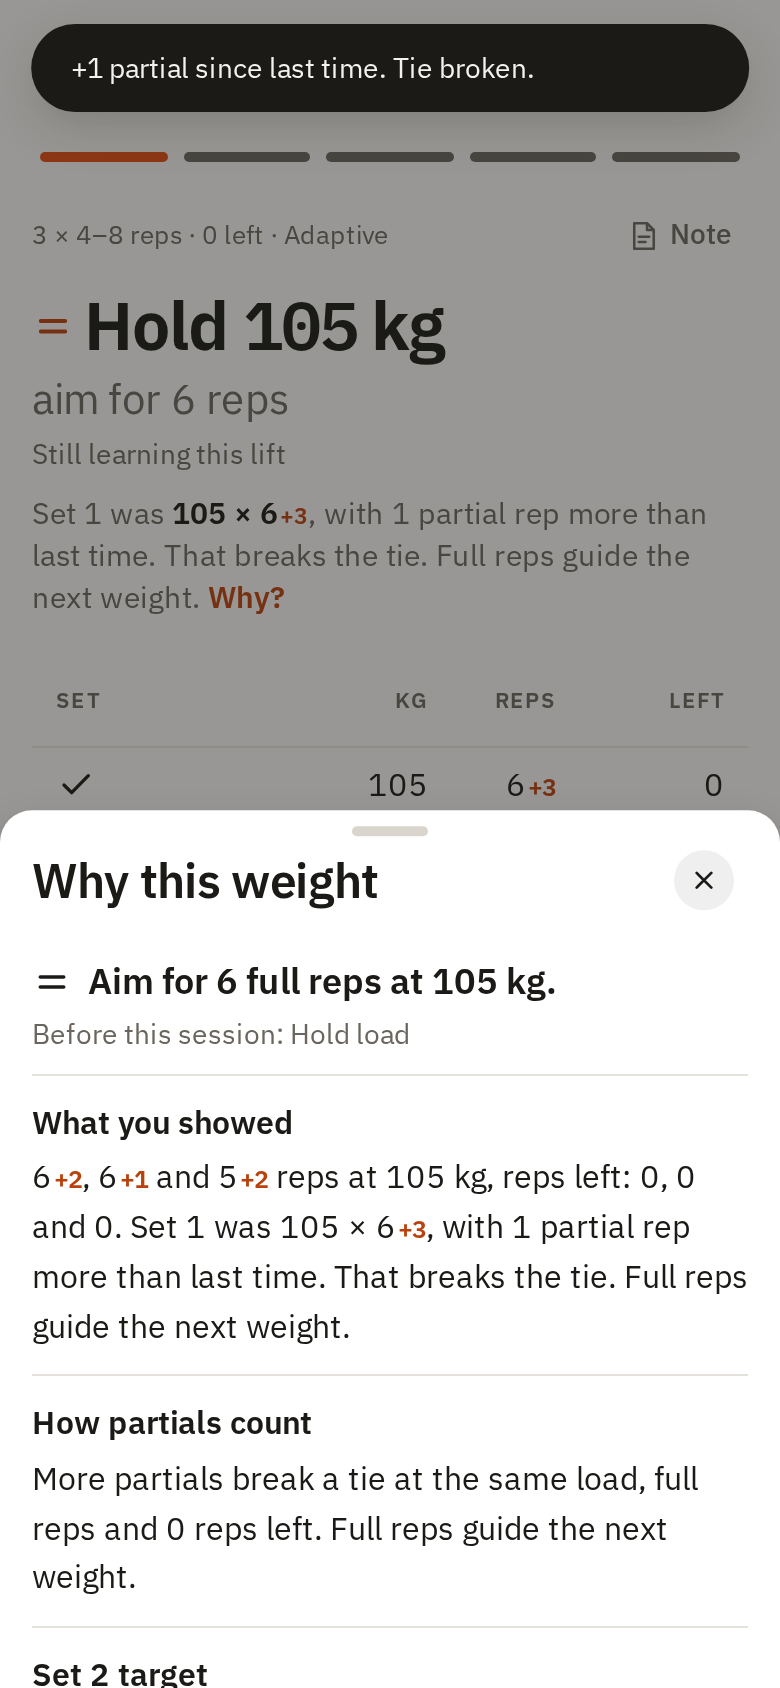 +1 partial since last time. Tie broken.
3 × 4–8 reps · 0 left · Adaptive
Note
= Hold 105 kg
aim for 6 reps
Still learning this lift
Set 1 was 105 × 6 +3, with 1 partial rep more than
last time. That breaks the tie. Full reps guide the
next weight. Why?
SET KG REPS LEFT
✓ 105 6 +3 0
Why this weight
= Aim for 6 full reps at 105 kg.
Before this session: Hold load
What you showed
6 +2, 6 +1 and 5 +2 reps at 105 kg, reps left: 0, 0
and 0. Set 1 was 105 × 6 +3, with 1 partial rep
more than last time. That breaks the tie. Full reps
guide the next weight.
How partials count
More partials break a tie at the same load, full
reps and 0 reps left. Full reps guide the next
weight.
Set 2 target